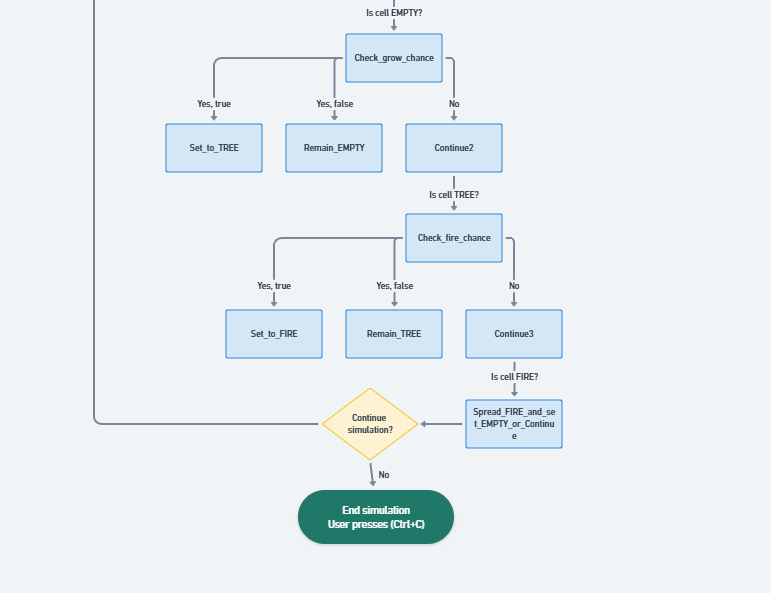 Is cell EMPTY?
Check_grow_chance
Yes, true
Yes, false
No
Set_to_TREE
Remain_EMPTY
Continue2
Is cell TREE?
Check_fire_chance
Yes, true
Yes, false
No
Set_to_FIRE
Remain_TREE
Continue3
Is cell FIRE?
Spread_FIRE_and_se
t_EMPTY_or_Continu
e
Continue
simulation?
No
End simulation
User presses (Ctrl+C)